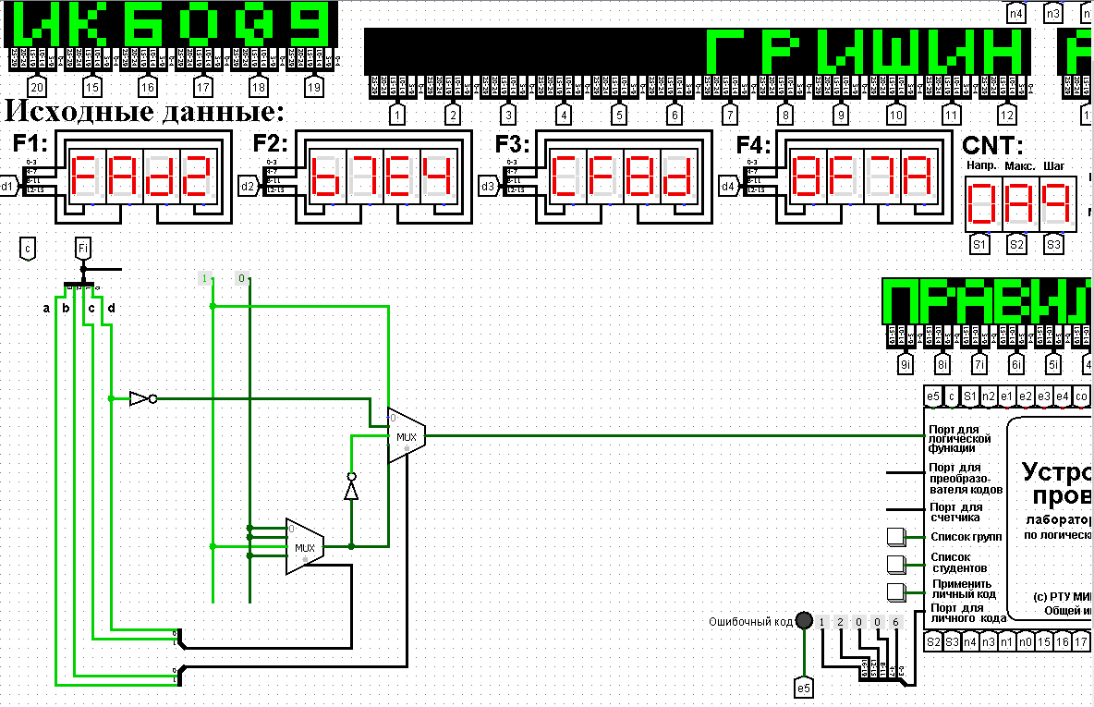 ИКБО09
n4 n3
ГРИШИН
20 15 16 17 18 19
1 2 3 4 5 6 7 8 9 10 11 12
Исходные данные:
F1: F2: F3: F4: CNT:
Напр. Макс. Шаг
d1 FAd2 d2 b7E4 d3 CF8d d4 8F7A 0A9
S1 S2 S3
c Fi
1 0
a b c d
ПРАВИЛ
9i 8i 7i 6i 5i
e5 c S1 n2 e1 e2 e3 e4 co
0
MUX
Порт для
логической
функции
Порт для
преобразо-
вателя кодов
Порт для
счетчика
Список групп
Список
студентов
Применить
личный код
Порт для
личного кода
Устро
пров
лаборатор
по логическ
(с) РТУ МИ
Общей и
0
MUX
Ошибочный код 1 2 0 0 6
S2 S3 n4 n3 n1 n0 15 16 17
e5